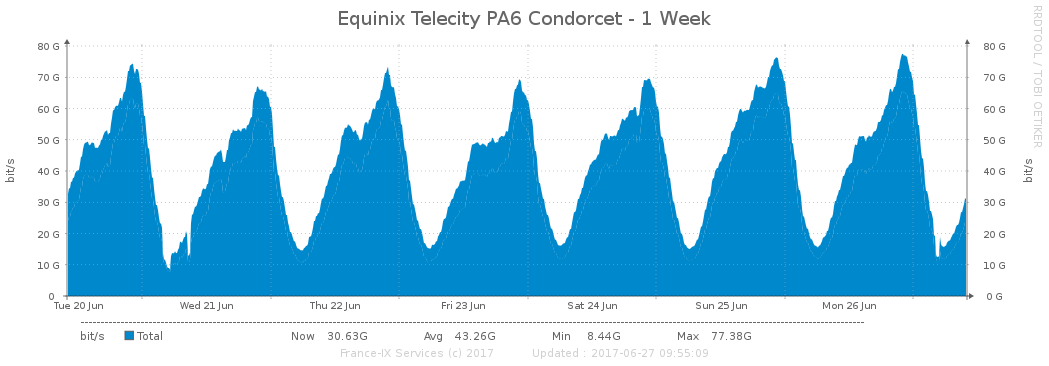 Equinix Telecity PA6 Condorcet - 1 Week
RRDTOOL / TOBI OETIKER
80 G 80 G
70 G 70 G
60 G 60 G
50 G 50 G
40 G 40 G
30 G 30 G
20 G 20 G
10 G 10 G
0 0 G
bit/s bit/s
Tue 20 Jun Wed 21 Jun Thu 22 Jun Fri 23 Jun Sat 24 Jun Sun 25 Jun Mon 26 Jun
bit/s Total Now 30.63G Avg 43.26G Min 8.44G Max 77.38G
France-IX Services (c) 2017 Updated : 2017-06-27 09:55:09